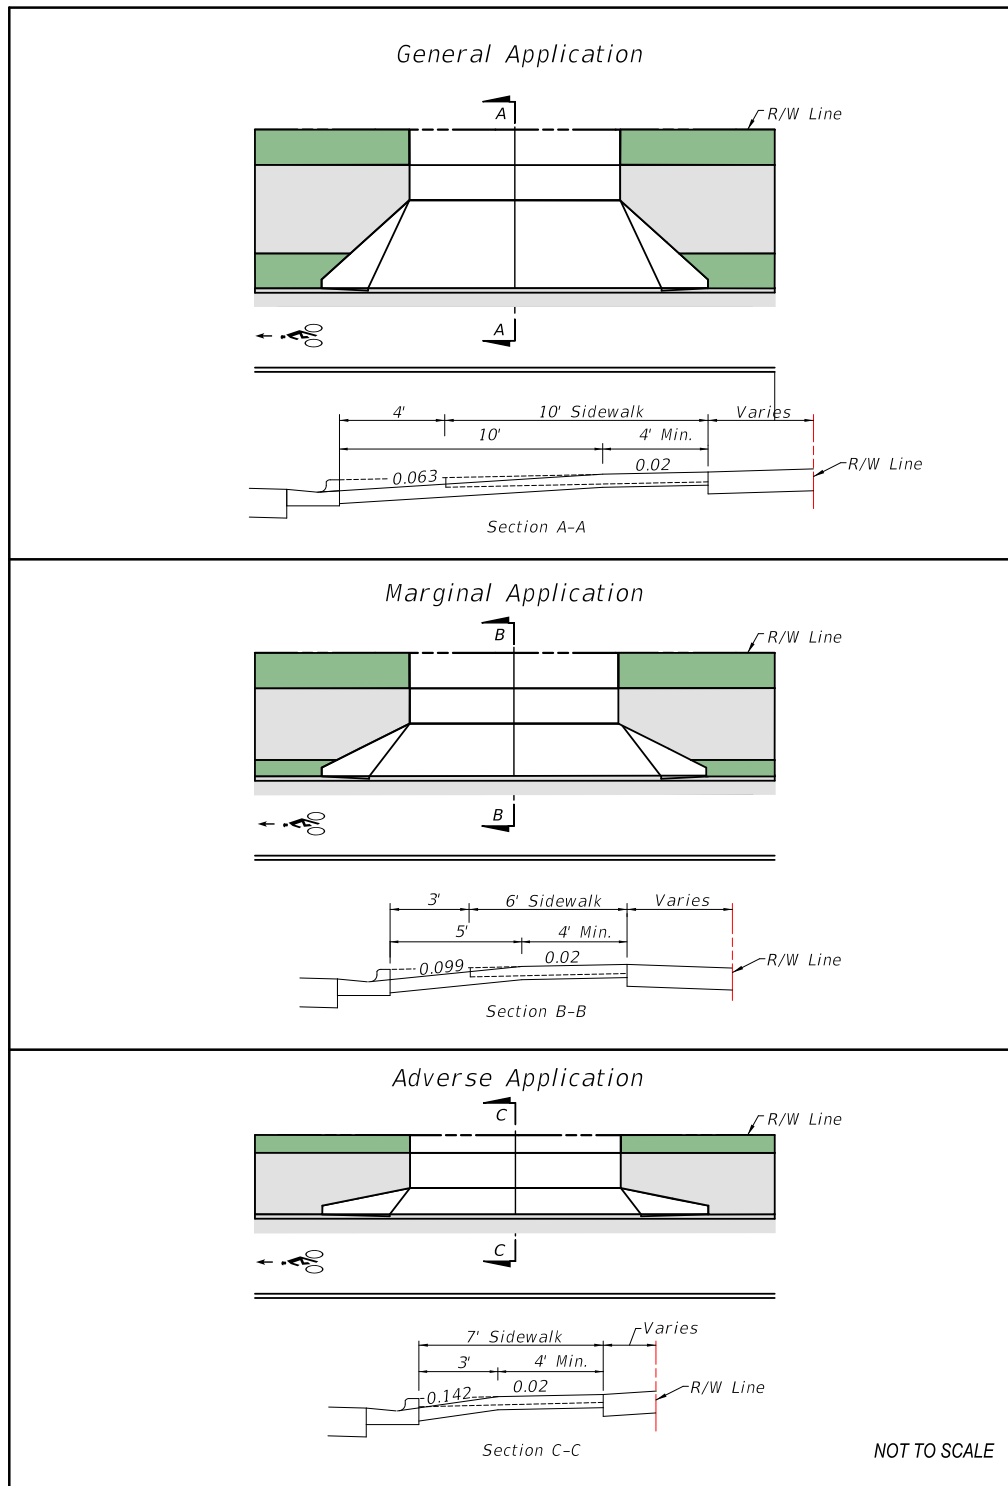 General Application
A
R/W Line
A
4' 10' Sidewalk Varies
10' 4' Min.
0.063 0.02 R/W Line
Section A-A
Marginal Application
B
R/W Line
B
3' 6' Sidewalk Varies
5' 4' Min.
0.099 0.02 R/W Line
Section B-B
Adverse Application
C
R/W Line
C
7' Sidewalk Varies
3' 4' Min.
0.142 0.02 R/W Line
Section C-C
NOT TO SCALE